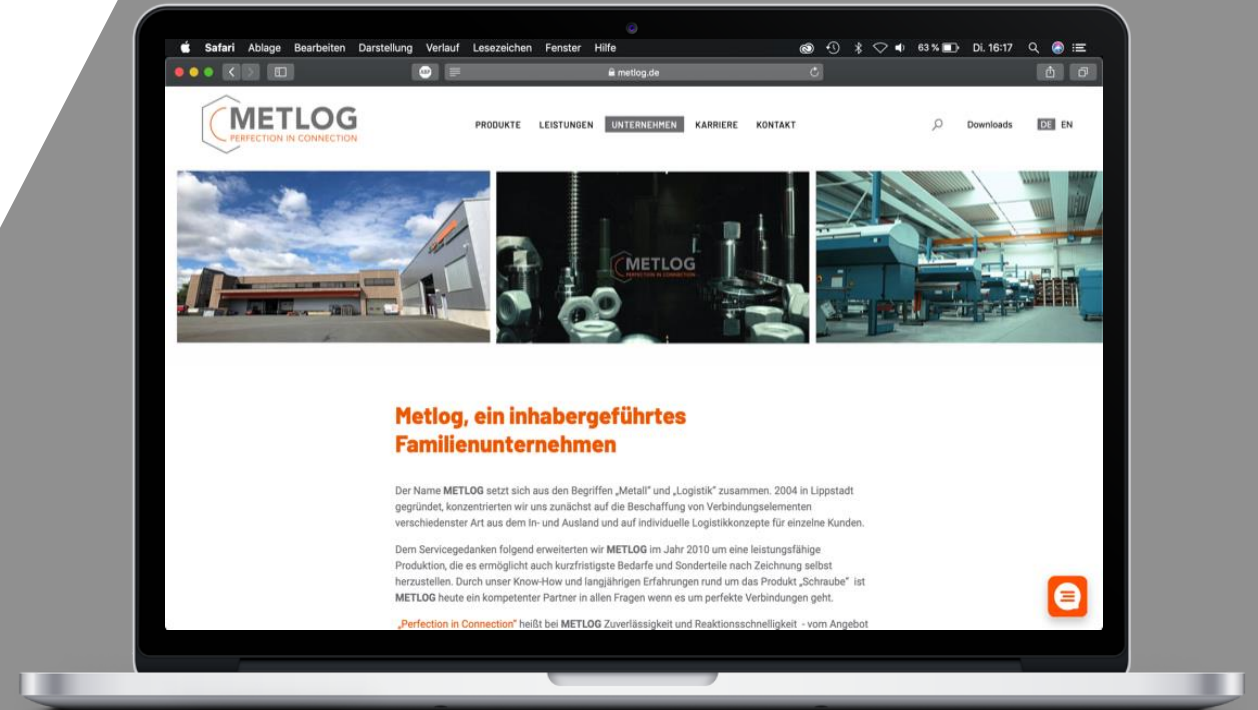 Safari Ablage Bearbeiten Darstellung Verlauf Lesezeichen Fenster Hilfe 63 % Di. 16:17
ABP metlog.de
METLOG
PERFECTION IN CONNECTION
PRODUKTE LEISTUNGEN UNTERNEHMEN KARRIERE KONTAKT Downloads DE EN
METLOG
PERFECTION IN CONNECTION
Metlog, ein inhabergeführtes
Familienunternehmen
Der Name METLOG setzt sich aus den Begriffen „Metall" und „Logistik" zusammen. 2004 in Lippstadt
gegründet, konzentrierten wir uns zunächst auf die Beschaffung von Verbindungselementen
verschiedenster Art aus dem In- und Ausland und auf individuelle Logistikkonzepte für einzelne Kunden.
Dem Servicegedanken folgend erweiterten wir METLOG im Jahr 2010 um eine leistungsfähige
Produktion, die es ermöglicht auch kurzfristigste Bedarfe und Sonderteile nach Zeichnung selbst
herzustellen. Durch unser Know-How und langjährigen Erfahrungen rund um das Produkt „Schraube" ist
METLOG heute ein kompetenter Partner in allen Fragen wenn es um perfekte Verbindungen geht.
„Perfection in Connection" heißt bei METLOG Zuverlässigkeit und Reaktionsschnelligkeit - vom Angebot